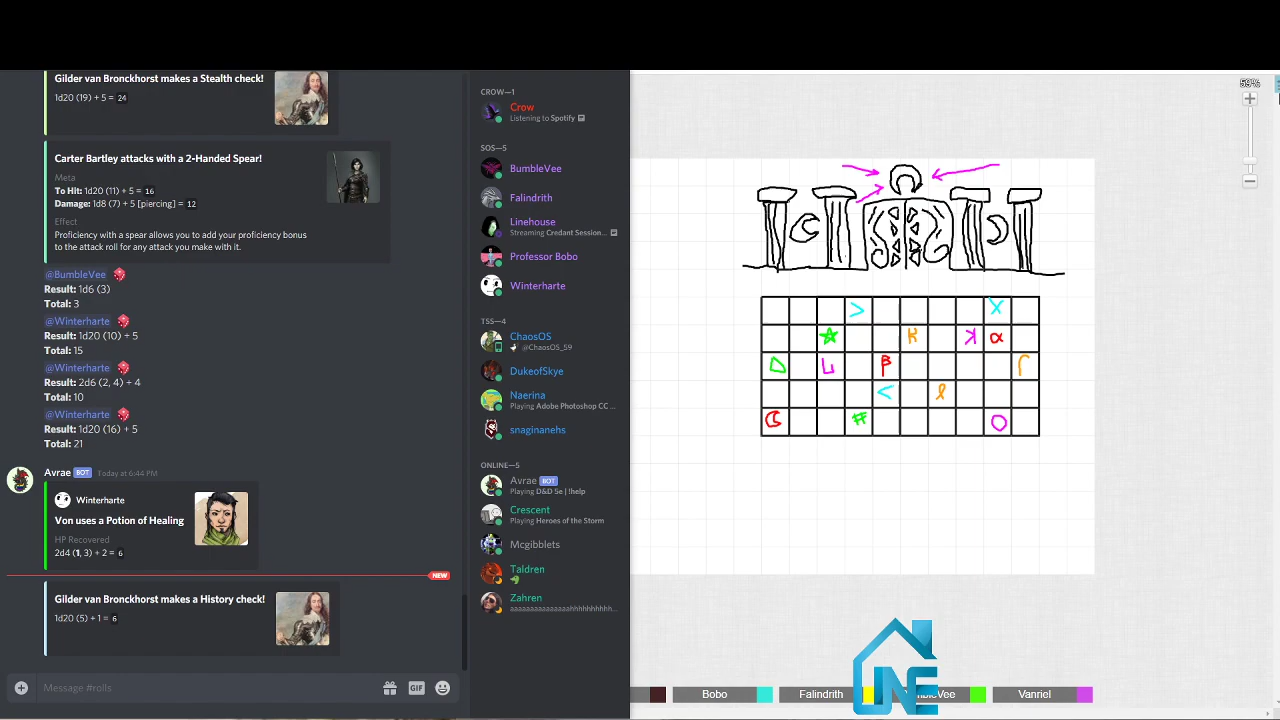 Gilder van Bronckhorst makes a Stealth check!
1d20 (19) + 5 = 24
Carter Bartley attacks with a 2-Handed Spear!
Meta
To Hit: 1d20 (11) + 5 = 16
Damage: 1d8 (7) + 5 [piercing] = 12
Effect
Proficiency with a spear allows you to add your proficiency bonus
to the attack roll for any attack you make with it.
@BumbleVee
Result: 1d6 (3)
Total: 3
@Winterharte
Result: 1d20 (10) + 5
Total: 15
@Winterharte
Result: 2d6 (2, 4) + 4
Total: 10
@Winterharte
Result: 1d20 (16) + 5
Total: 21
Avrae BOT Today at 6:44 PM
Winterharte
Von uses a Potion of Healing
HP Recovered
2d4 (1, 3) + 2 = 6
NEW
Gilder van Bronckhorst makes a History check!
1d20 (5) + 1 = 6
Message #rolls
GIF
CROW—1
Crow
Listening to Spotify
SOS—5
BumbleVee
Falindrith
Linehouse
Streaming Credant Session...
Professor Bobo
Winterharte
TSS—4
ChaosOS
@ChaosOS_59
DukeofSkye
Naerina
Playing Adobe Photoshop CC ...
snaginanehs
ONLINE—5
Avrae BOT
Playing D&D 5e | !help
Crescent
Playing Heroes of the Storm
Mcgibblets
Taldren
Zahren
aaaaaaaaaaaaaahhhhhhhhhh...
59%
> X
K K α
L β Γ
< l
C # O
Bobo
Falindrith
Vanriel
UNE